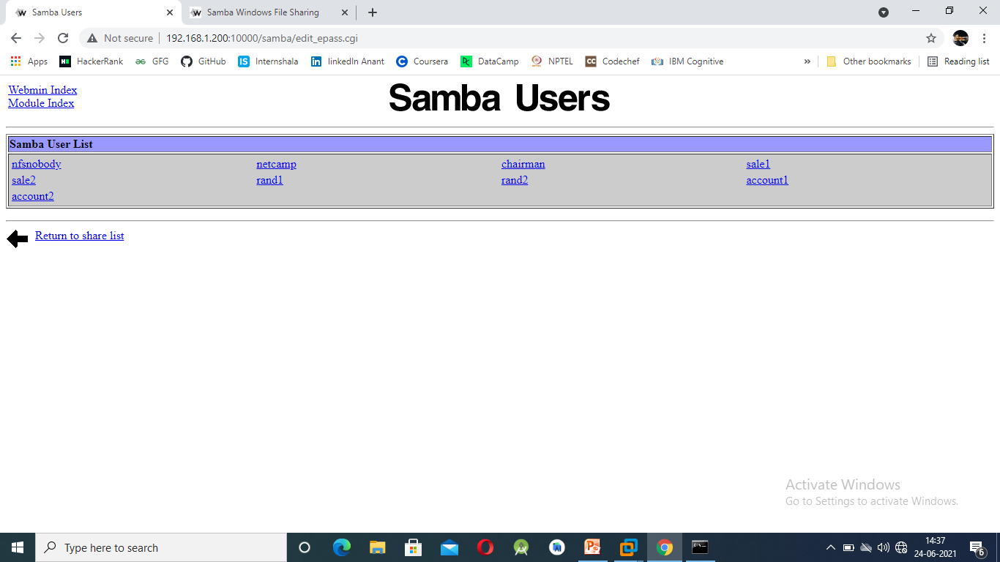 Samba Users
Samba Windows File Sharing
Not secure 192.168.1.200:10000/samba/edit_epass.cgi
Apps HackerRank GFG GitHub Internshala linkedIn Anant Coursera DataCamp NPTEL Codechef IBM Cognitive » Other bookmarks Reading list
Webmin Index
Module Index
Samba Users
Samba User List
nfsnobody netcamp chairman sale1
sale2 rand1 rand2 account1
account2
Return to share list
Activate Windows
Go to Settings to activate Windows.
Type here to search
14:37
24-06-2021
6